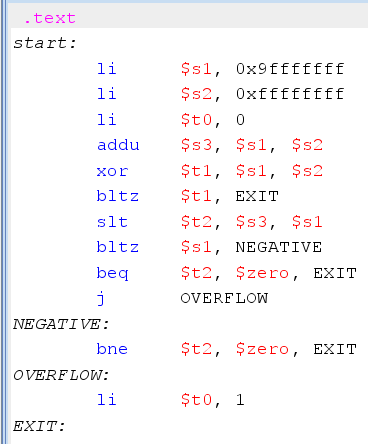 .text
start:
li $s1, 0x9fffffff
li $s2, 0xffffffff
li $t0, 0
addu $s3, $s1, $s2
xor $t1, $s1, $s2
bltz $t1, EXIT
slt $t2, $s3, $s1
bltz $s1, NEGATIVE
beq $t2, $zero, EXIT
j OVERFLOW
NEGATIVE:
bne $t2, $zero, EXIT
OVERFLOW:
li $t0, 1
EXIT: